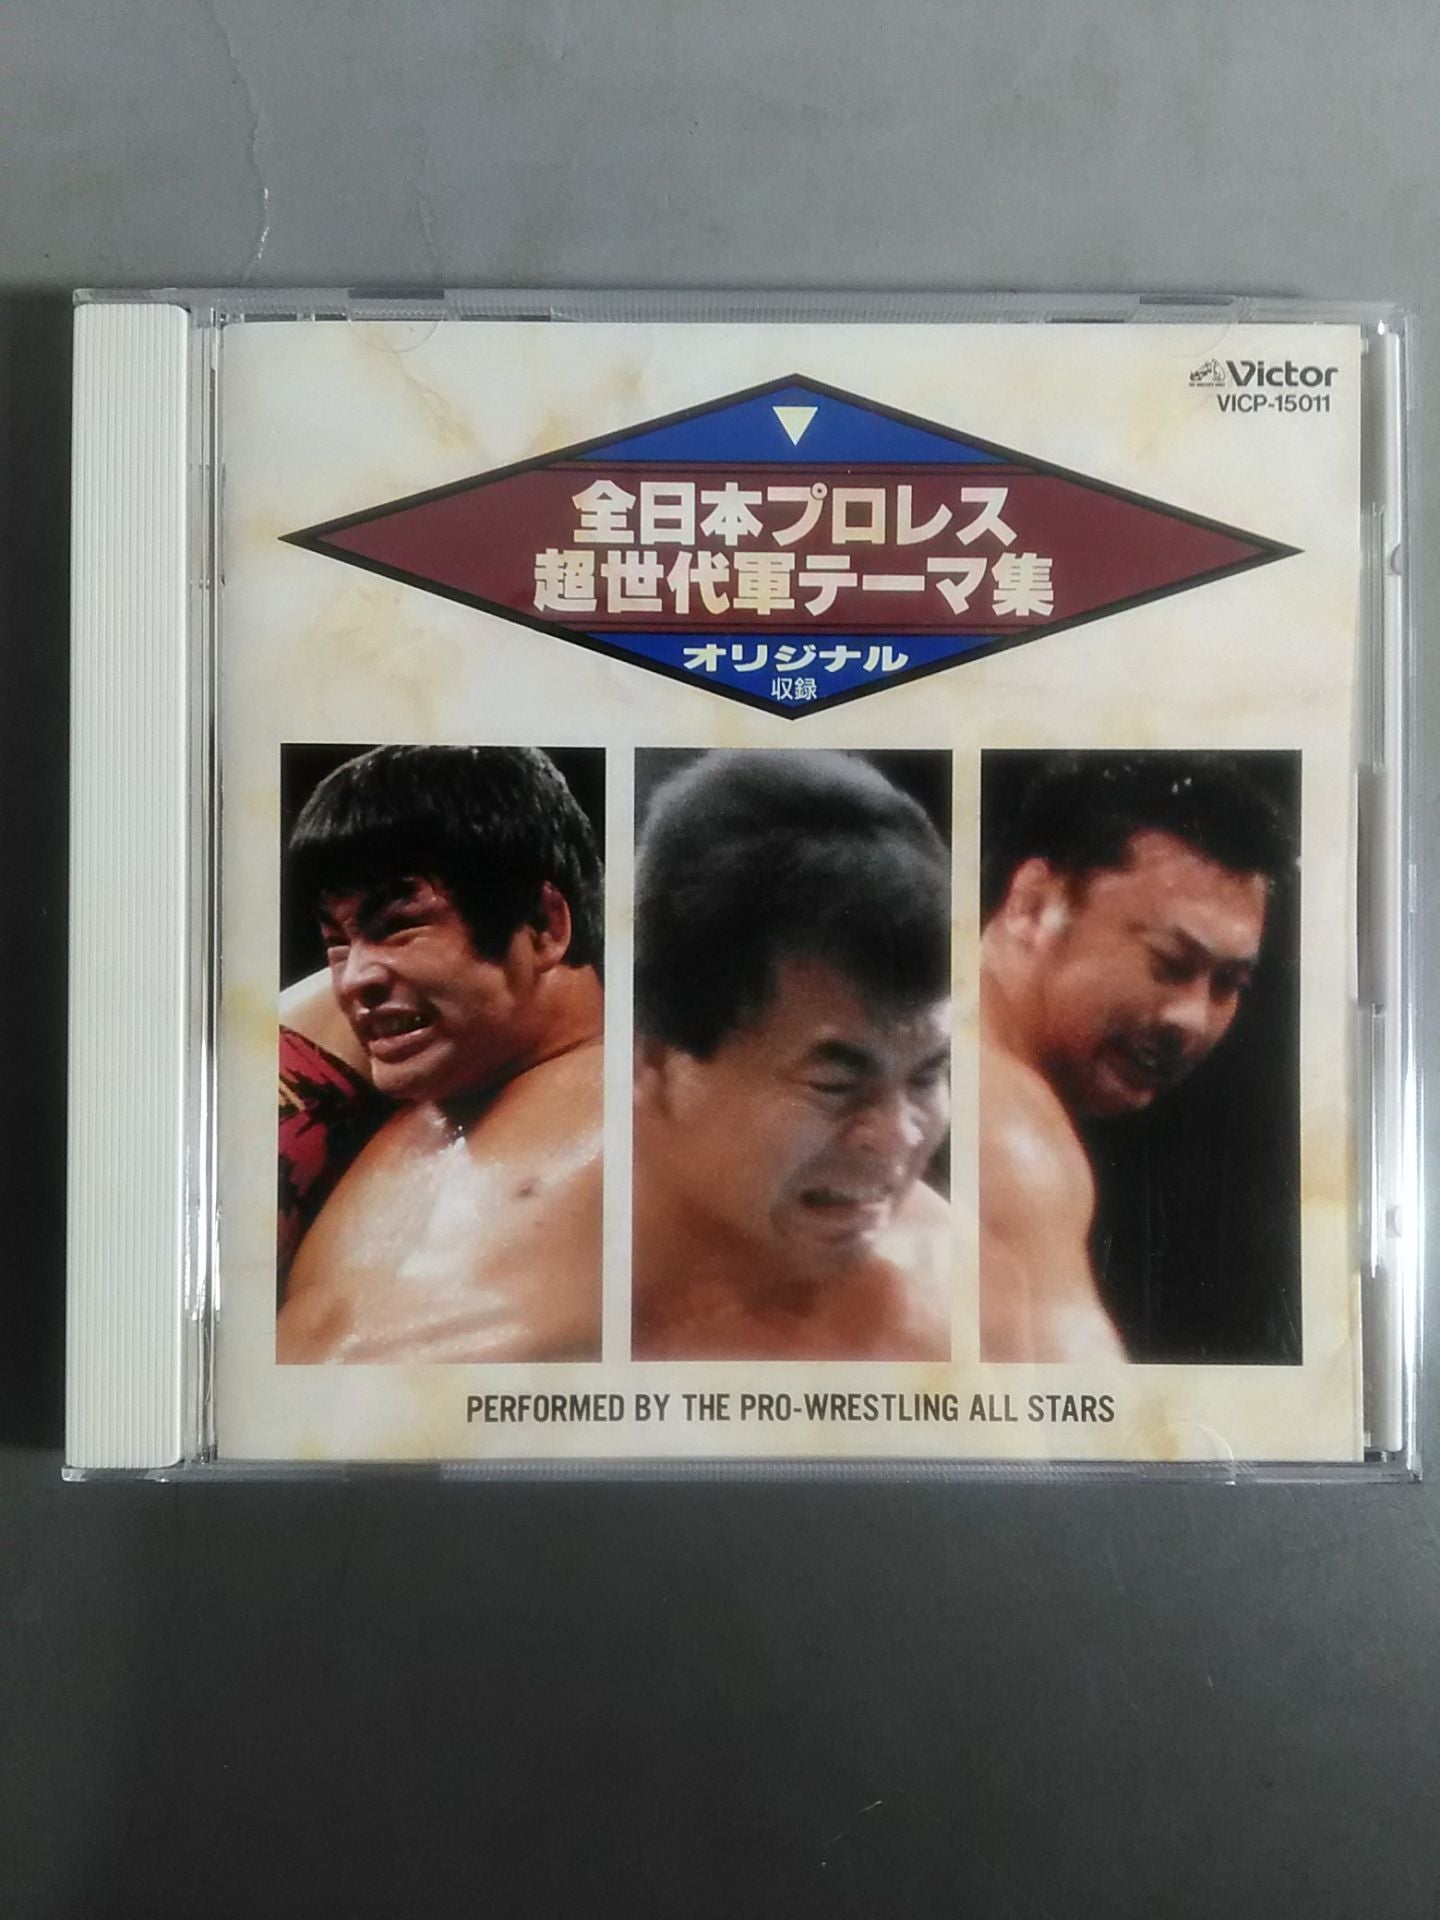 Victor
VICP-15011
全日本プロレス
超世代軍テーマ集
オリジナル
収録
PERFORMED BY THE PRO-WRESTLING ALL STARS